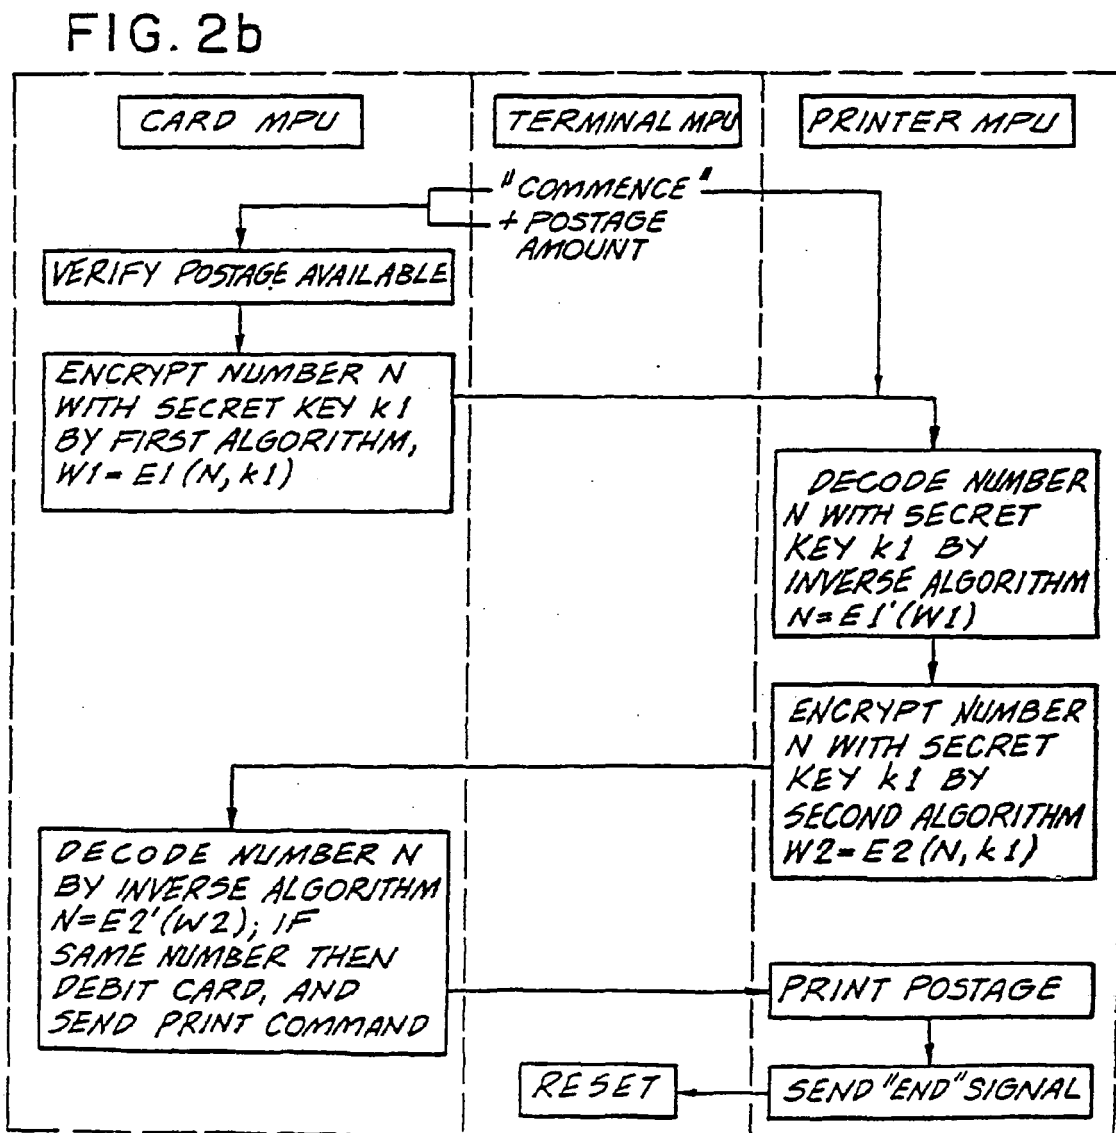 FIG. 2b
CARD MPU
TERMINAL MPU
PRINTER MPU
"COMMENCE"
+ POSTAGE
AMOUNT
VERIFY POSTAGE AVAILABLE
ENCRYPT NUMBER N
WITH SECRET KEY k1
BY FIRST ALGORITHM,
W1=E1(N,k1)
DECODE NUMBER
N WITH SECRET
KEY k1 BY
INVERSE ALGORITHM
N=E1'(W1)
ENCRYPT NUMBER
N WITH SECRET
KEY k1 BY
SECOND ALGORITHM
W2=E2(N,k1)
DECODE NUMBER N
BY INVERSE ALGORITHM
N=E2'(W2); IF
SAME NUMBER THEN
DEBIT CARD, AND
SEND PRINT COMMAND
PRINT POSTAGE
SEND "END" SIGNAL
RESET